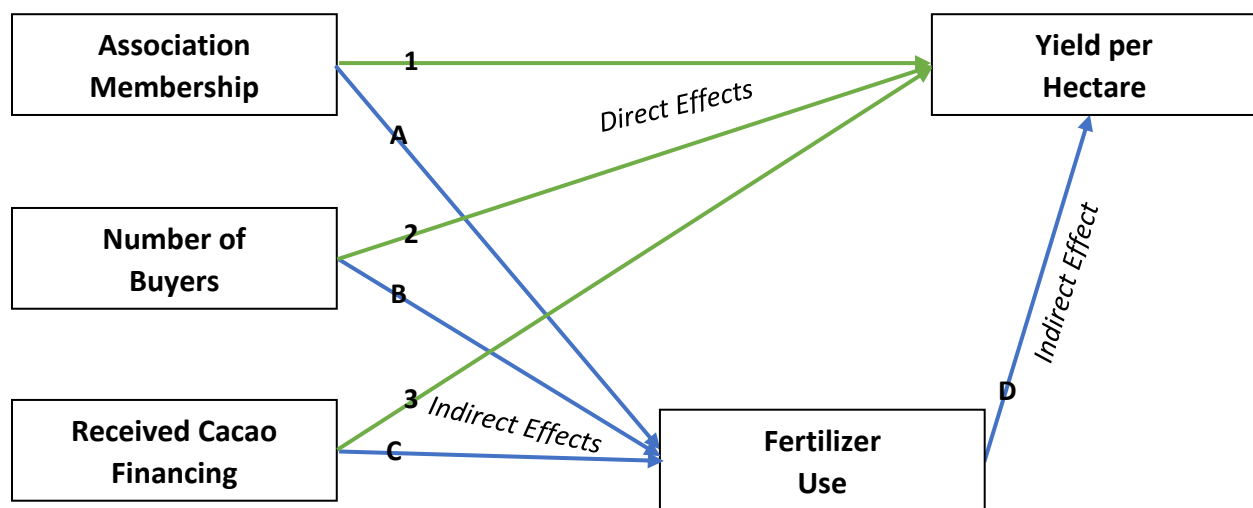 Association
Membership
1
Yield per
Hectare
Direct Effects
A
Number of
Buyers
2
B
Indirect Effect
Received Cacao
Financing
3
Indirect Effects
C
D
Fertilizer
Use